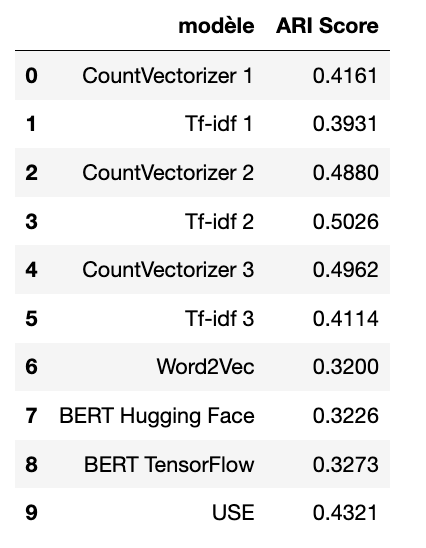 modèle ARI Score
0 CountVectorizer 1 0.4161
1 Tf-idf 1 0.3931
2 CountVectorizer 2 0.4880
3 Tf-idf 2 0.5026
4 CountVectorizer 3 0.4962
5 Tf-idf 3 0.4114
6 Word2Vec 0.3200
7 BERT Hugging Face 0.3226
8 BERT TensorFlow 0.3273
9 USE 0.4321